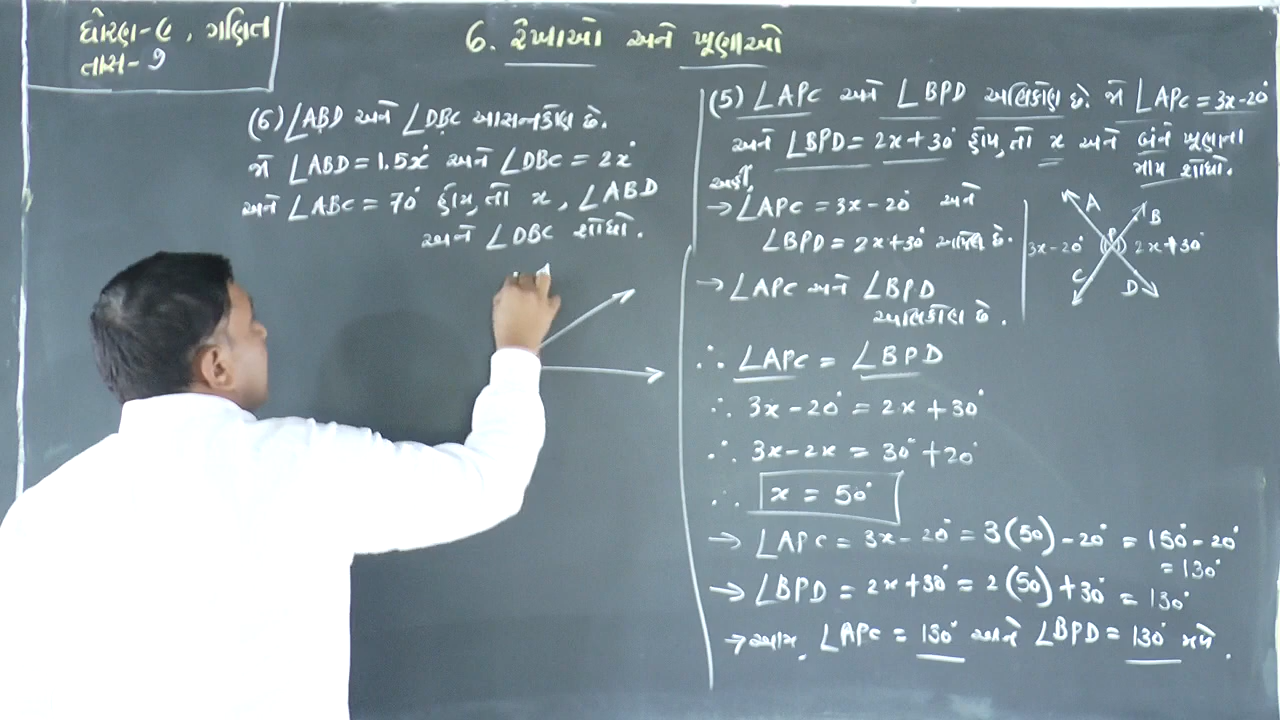 ધોરણ-૯, ગણિત
તાસ-૭
6. રેખાઓ અને ખૂણાઓ
(6) ∠ABD અને ∠DBC આસન્નકોણ છે.
જો ∠ABD = 1.5x° અને ∠DBC = 2x°
અને ∠ABC = 70° હોય, તો x, ∠ABD
અને ∠DBC શોધો.
(5) ∠APC અને ∠BPD અભિકોણ છે. જો ∠APC = 3x-20°
અને ∠BPD = 2x+30° હોય, તો x અને બંને ખૂણાના
માપ શોધો.
અહીં
→ ∠APC = 3x-20° અને
∠BPD = 2x+30° આપેલ છે.
A
B
P
3x-20°
2x+30°
C
D
→ ∠APC અને ∠BPD
અભિકોણ છે.
∴ ∠APC = ∠BPD
∴ 3x-20° = 2x+30°
∴ 3x-2x = 30°+20°
∴ x = 50°
→ ∠APC = 3x-20° = 3(50)-20° = 150°-20°
= 130°
→ ∠BPD = 2x+30° = 2(50)+30° = 130°
→ આમ, ∠APC = 130° અને ∠BPD = 130° મળે.